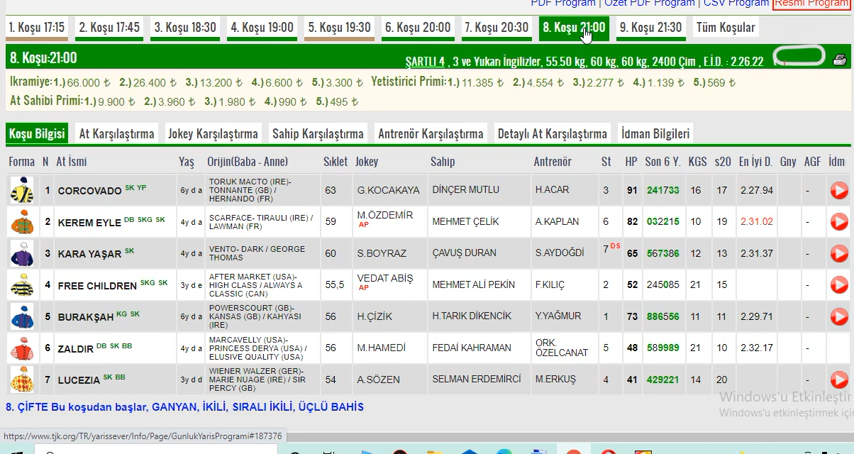 PDF Program | Özet PDF Program | CSV Program Resmi Program
1. Koşu 17:15 2. Koşu 17:45 3. Koşu 18:30 4. Koşu 19:00 5. Koşu 19:30 6. Koşu 20:00 7. Koşu 20:30 8. Koşu 21:00 9. Koşu 21:30 Tüm Koşular
8. Koşu:21:00 ŞARTLI 4 , 3 ve Yukarı İngilizler, 55.50 kg, 60 kg, 60 kg, 2400 Çim , E.İ.D. : 2.26.22
Ikramiye: 1.) 66.000 ₺ 2.) 26.400 ₺ 3.) 13.200 ₺ 4.) 6.600 ₺ 5.) 3.300 ₺ Yetistirici Primi: 1.) 11.385 ₺ 2.) 4.554 ₺ 3.) 2.277 ₺ 4.) 1.139 ₺ 5.) 569 ₺
At Sahibi Primi: 1.) 9.900 ₺ 2.) 3.960 ₺ 3.) 1.980 ₺ 4.) 990 ₺ 5.) 495 ₺
Koşu Bilgisi At Karşılaştırma Jokey Karşılaştırma Sahip Karşılaştırma Antrenör Karşılaştırma Detaylı At Karşılaştırma İdman Bilgileri
Forma N At İsmi Yaş Orijin(Baba - Anne) Sıklet Jokey Sahip Antrenör St HP Son 6 Y. KGS s20 En İyi D. Gny AGF İdm
1 CORCOVADO SK YP 6y d a TORUK MACTO (IRE)- TONNANTE (GB) / HERNANDO (FR) 63 G.KOCAKAYA DİNÇER MUTLU H.ACAR 3 91 241733 16 17 2.27.94 -
2 KEREM EYLE DB SKG SK 4y d a SCARFACE- TIRAULI (IRE) / LAWMAN (FR) 59 M.ÖZDEMİR AP MEHMET ÇELİK A.KAPLAN 6 82 032215 10 19 2.31.02 -
3 KARA YAŞAR SK 4y d a VENTO- DARK / GEORGE THOMAS 60 S.BOYRAZ ÇAVUŞ DURAN S.AYDOĞDİ 7 DS 65 567386 12 13 2.31.37 -
4 FREE CHILDREN SKG SK 3y d e AFTER MARKET (USA)- HIGH CLASS / ALWAYS A CLASSIC (CAN) 55,5 VEDAT ABİŞ AP MEHMET ALİ PEKİN F.KILIÇ 2 52 245085 21 15 -
5 BURAKŞAH KG SK 6y d a POWERSCOURT (GB)- KANSAS (GB) / KAHYASI (IRE) 56 H.ÇİZİK H.TARIK DİKENCİK Y.YAĞMUR 1 73 886556 11 11 2.29.71 -
6 ZALDIR DB SK BB 4y d a MARCAVELLY (USA)- PRINCESS DERYA (USA) / ELUSIVE QUALITY (USA) 56 M.HAMEDİ FEDAİ KAHRAMAN ORK. ÖZELCANAT 5 48 589989 21 10 2.32.17 -
7 LUCEZIA SK BB 3y d d WIENER WALZER (GER)- MARIE NUAGE (IRE) / SIR PERCY (GB) 54 A.SÖZEN SELMAN ERDEMİRCİ M.ERKUŞ 4 41 429221 14 20 -
8. ÇİFTE Bu koşudan başlar, GANYAN, İKİLİ, SIRALI İKİLİ, ÜÇLÜ BAHİS
Windows'u Etkinleştir
Windows'u etkinleştirmek için
https://www.tjk.org/TR/yarissever/Info/Page/GunlukYarisProgrami#187376